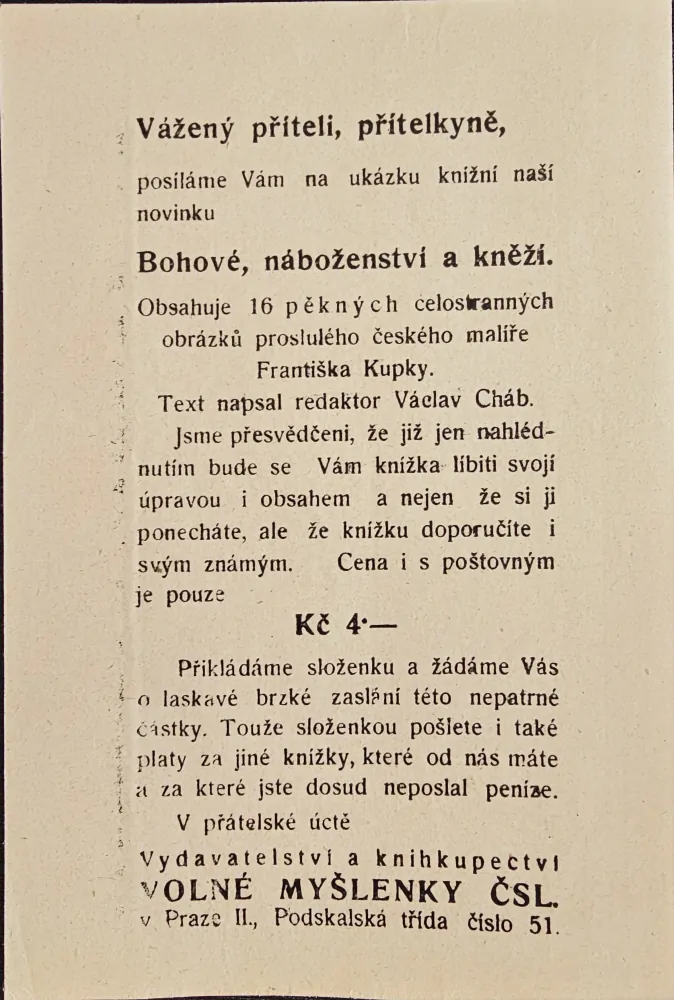 Vážený příteli, přítelkyně,
posíláme Vám na ukázku knižní naší
novinku
Bohové, náboženství a kněží.
Obsahuje 16 pěkných celostranných
obrázků proslulého českého malíře
Františka Kupky.
Text napsal redaktor Václav Cháb.
Jsme přesvědčeni, že již jen nahléd-
nutím bude se Vám knížka líbiti svojí
úpravou i obsahem a nejen že si ji
ponecháte, ale že knížku doporučíte i
svým známým. Cena i s poštovným
je pouze
Kč 4·—
Přikládáme složenku a žádáme Vás
o laskavé brzké zaslání této nepatrné
částky. Touže složenkou pošlete i také
platy za jiné knížky, které od nás máte
a za které jste dosud neposlal peníze.
V přátelské úctě
Vydavatelství a knihkupectví
VOLNÉ MYŠLENKY ČSL.
v Praze II., Podskalská třída číslo 51.